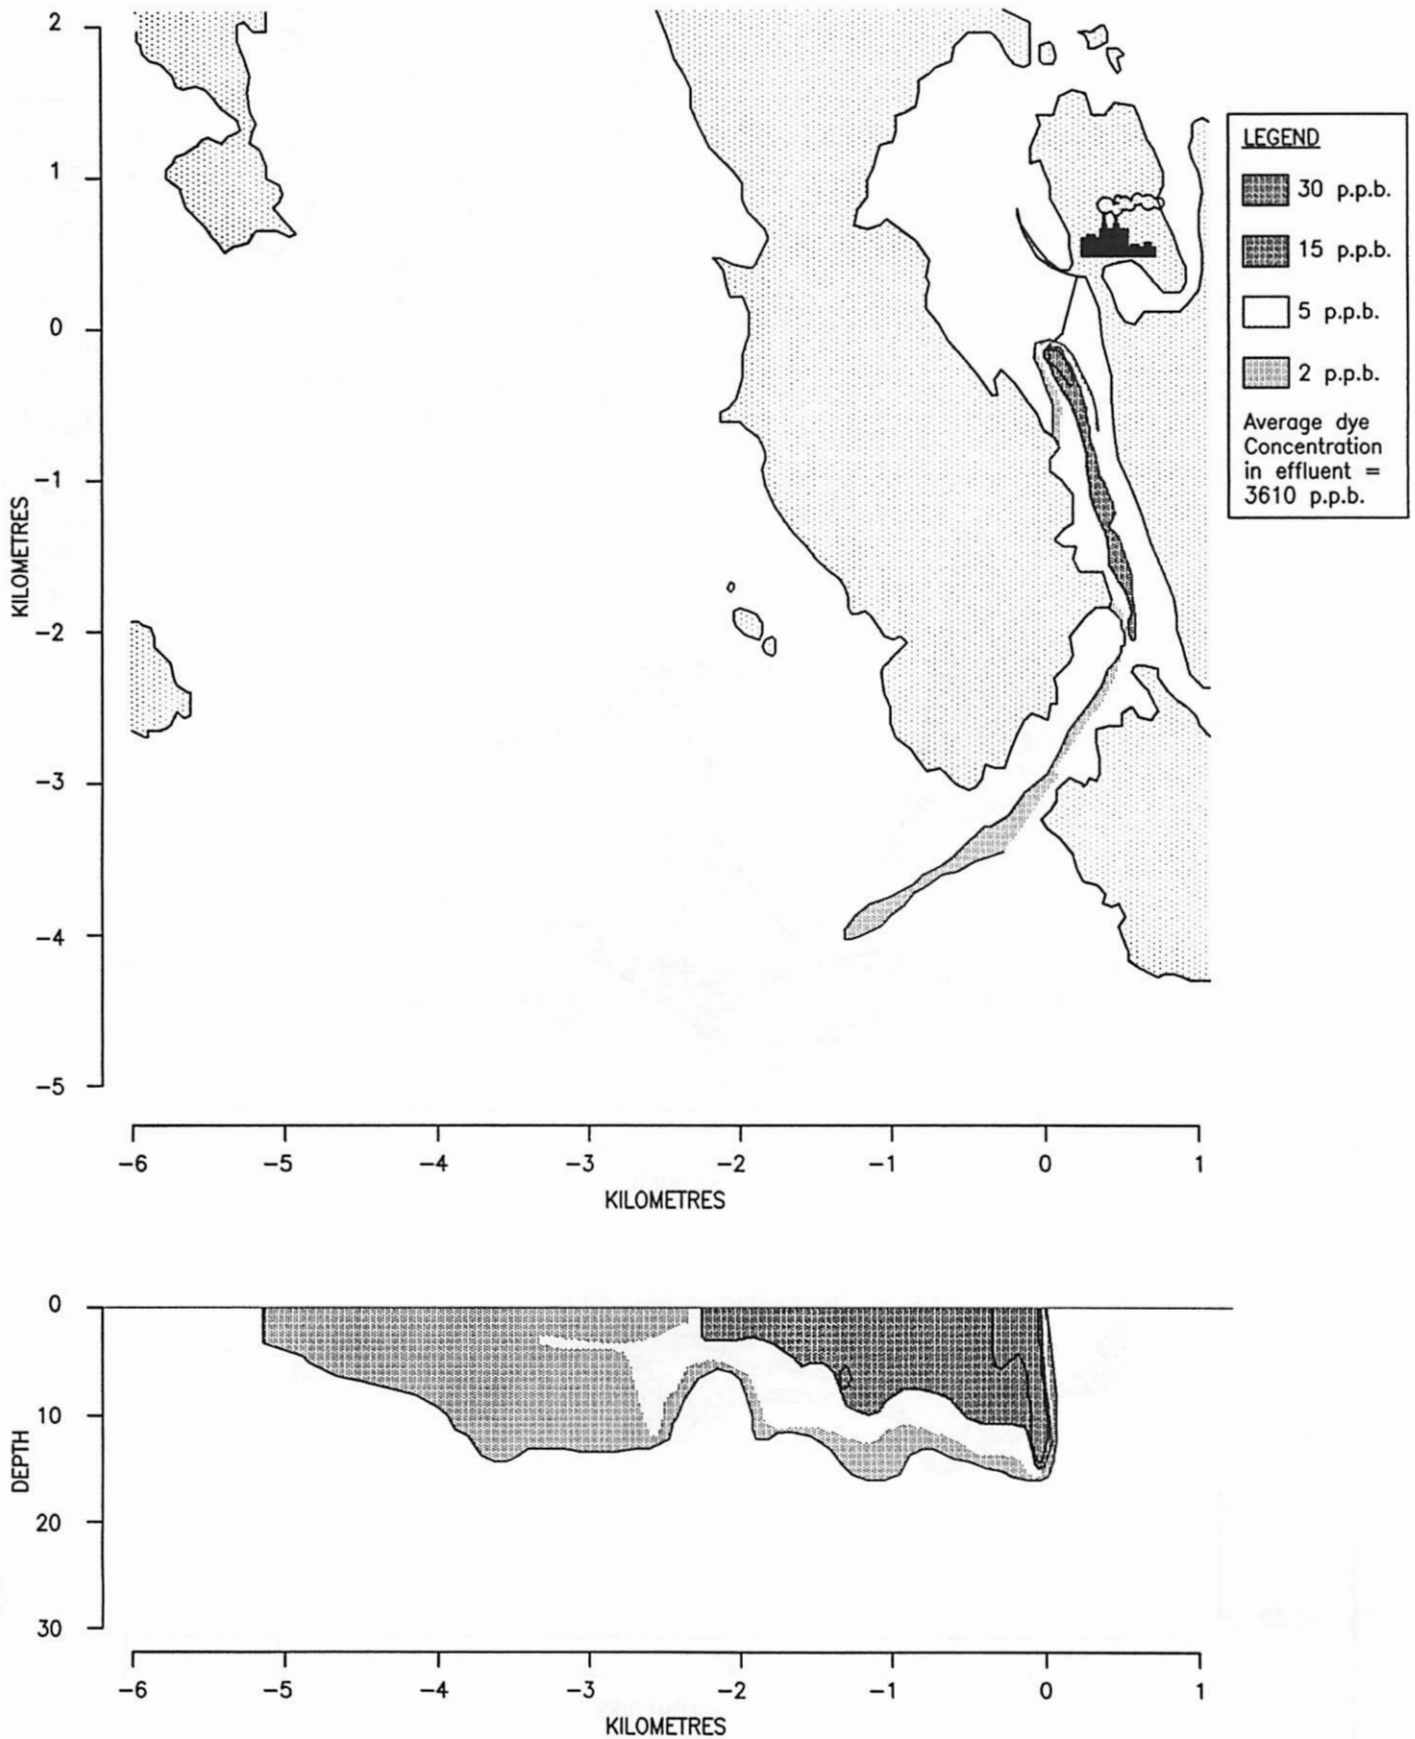 2
1
0
−1
−2
−3
−4
−5
KILOMETRES
LEGEND
30 p.p.b.
15 p.p.b.
5 p.p.b.
2 p.p.b.
Average dye
Concentration
in effluent =
3610 p.p.b.
−6 −5 −4 −3 −2 −1 0 1
KILOMETRES
0
10
20
30
DEPTH
−6 −5 −4 −3 −2 −1 0 1
KILOMETRES